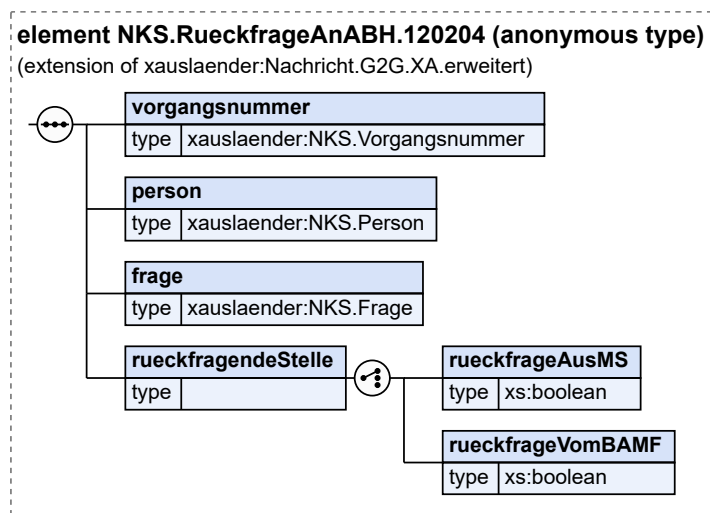 element NKS.RueckfrageAnABH.120204 (anonymous type)
(extension of xauslaender:Nachricht.G2G.XA.erweitert)
vorgangsnummer
type xauslaender:NKS.Vorgangsnummer
person
type xauslaender:NKS.Person
frage
type xauslaender:NKS.Frage
rueckfragendeStelle
type
rueckfrageAusMS
type xs:boolean
rueckfrageVomBAMF
type xs:boolean